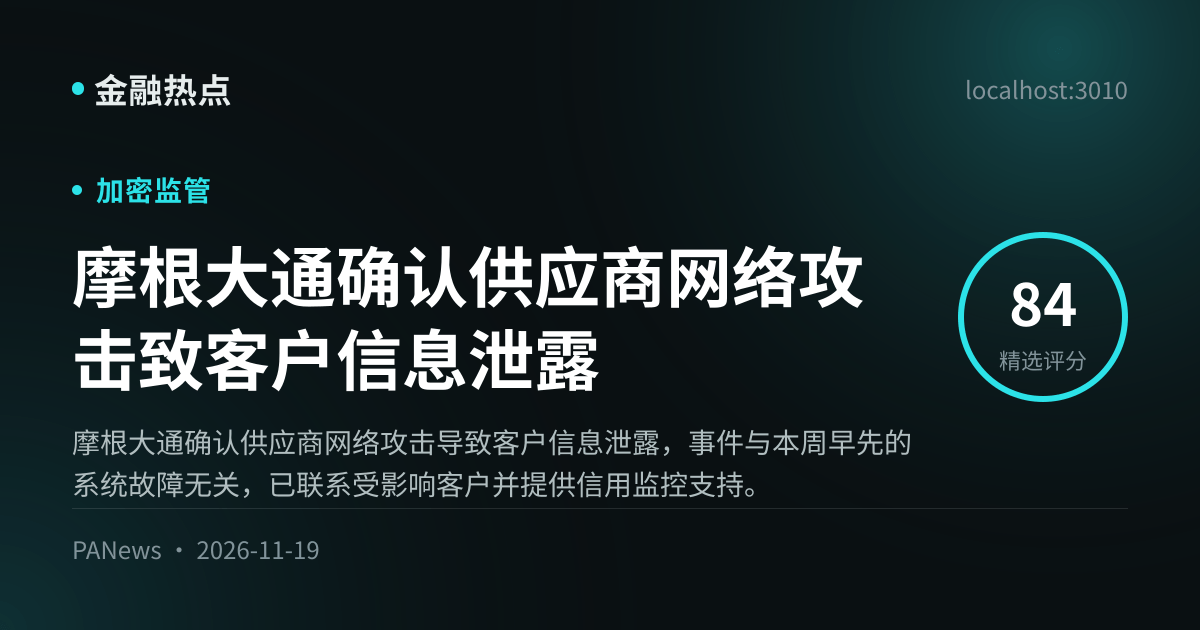 金融热点
localhost:3010
加密监管
摩根大通确认供应商网络攻
击致客户信息泄露
84
精选评分
摩根大通确认供应商网络攻击导致客户信息泄露，事件与本周早先的
系统故障无关，已联系受影响客户并提供信用监控支持。
PANews · 2026-11-19